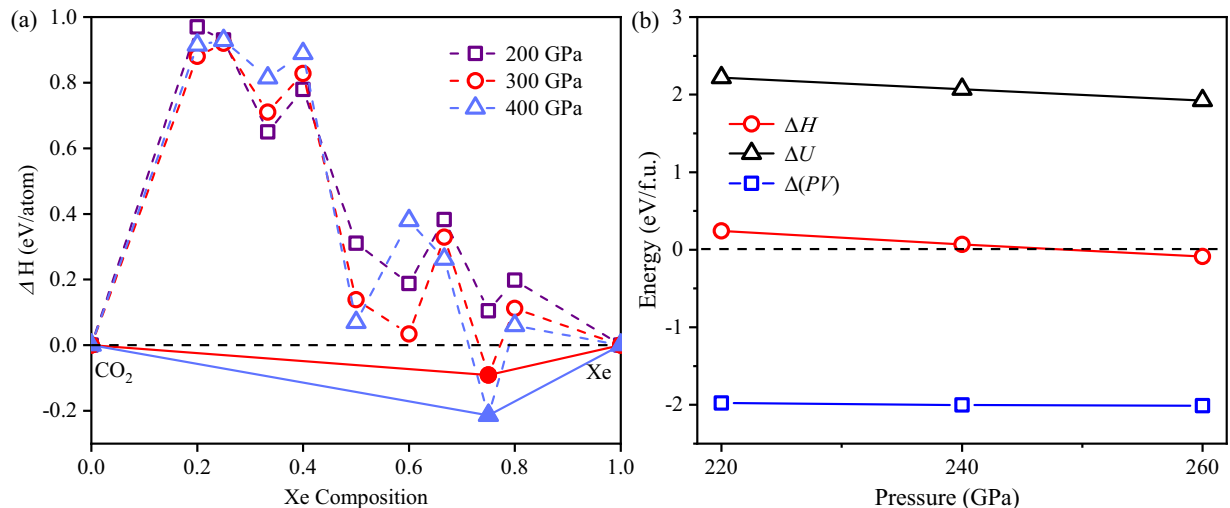 (a)
1.0
0.8
0.6
0.4
0.2
0.0
-0.2
Δ H (eV/atom)
200 GPa
300 GPa
400 GPa
CO₂
Xe
0.0 0.2 0.4 0.6 0.8 1.0
Xe Composition
(b)
3
2
1
0
-1
-2
Energy (eV/f.u.)
ΔH
ΔU
Δ(PV)
220 240 260
Pressure (GPa)